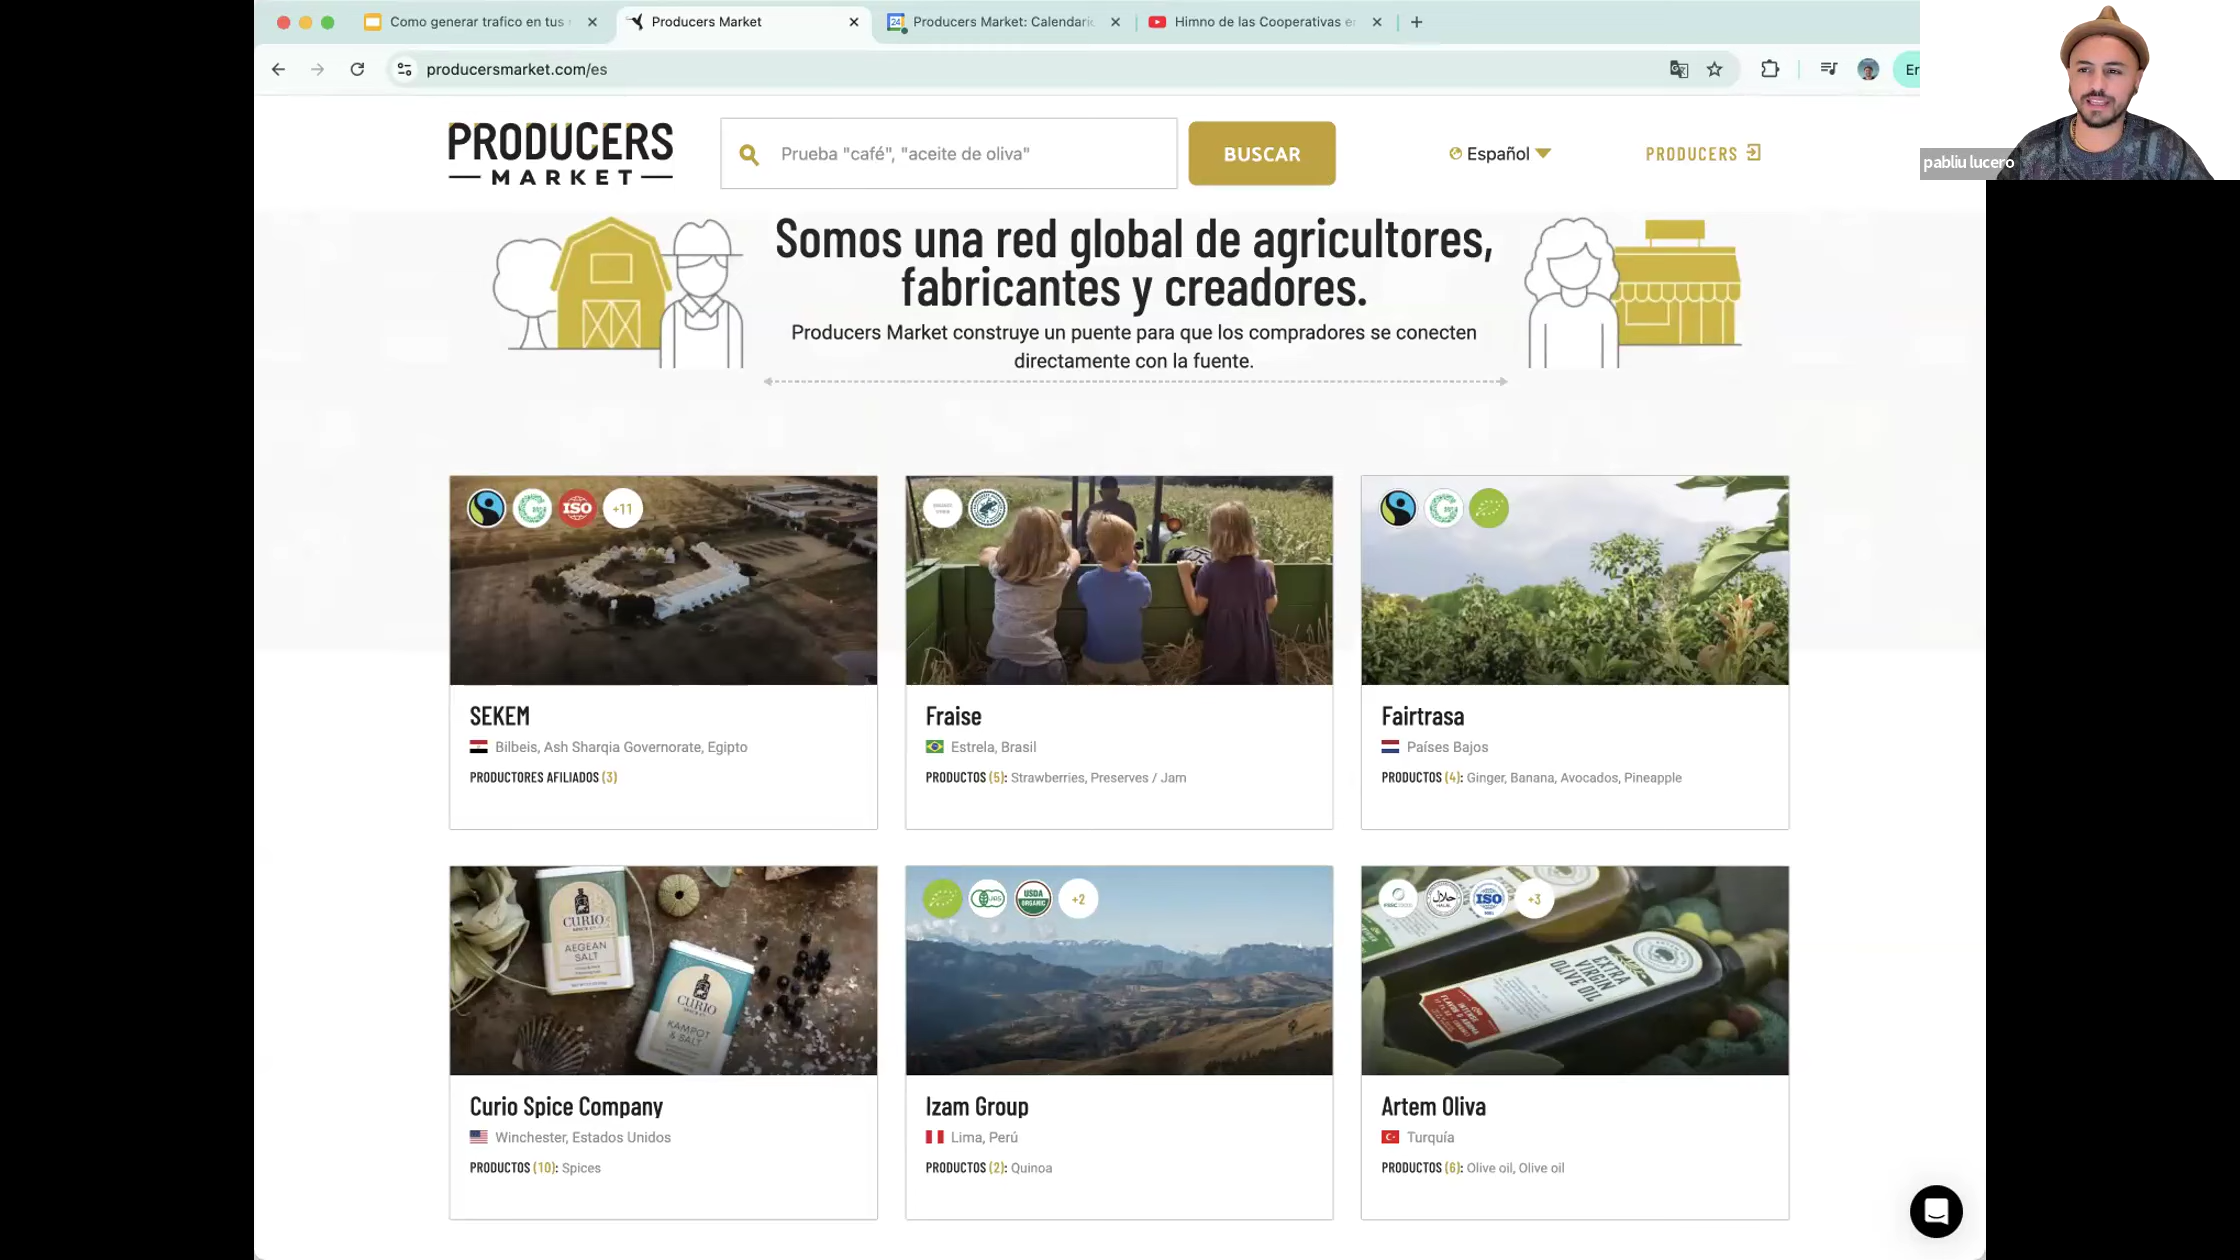 Como generar trafico en tus
Producers Market
Producers Market: Calendari
Himno de las Cooperativas e
producersmarket.com/es
Er
pabliu lucero
PRODUCERS
MARKET
Prueba "café", "aceite de oliva"
BUSCAR
Español
PRODUCERS
Somos una red global de agricultores,
fabricantes y creadores.
Producers Market construye un puente para que los compradores se conecten
directamente con la fuente.
ISO
+11
SEKEM
Bilbeis, Ash Sharqia Governorate, Egipto
PRODUCTORES AFILIADOS (3)
Fraise
Estrela, Brasil
PRODUCTOS (5): Strawberries, Preserves / Jam
Fairtrasa
Países Bajos
PRODUCTOS (4): Ginger, Banana, Avocados, Pineapple
CURIO
AEGEAN
SALT
CURIO
KAMPOT
& SALT
JAS
USDA
ORGANIC
+2
HALAL
ISO
+3
EXTRA
VIRGIN
OLIVE OIL
Curio Spice Company
Winchester, Estados Unidos
PRODUCTOS (10): Spices
Izam Group
Lima, Perú
PRODUCTOS (2): Quinoa
Artem Oliva
Turquía
PRODUCTOS (6): Olive oil, Olive oil